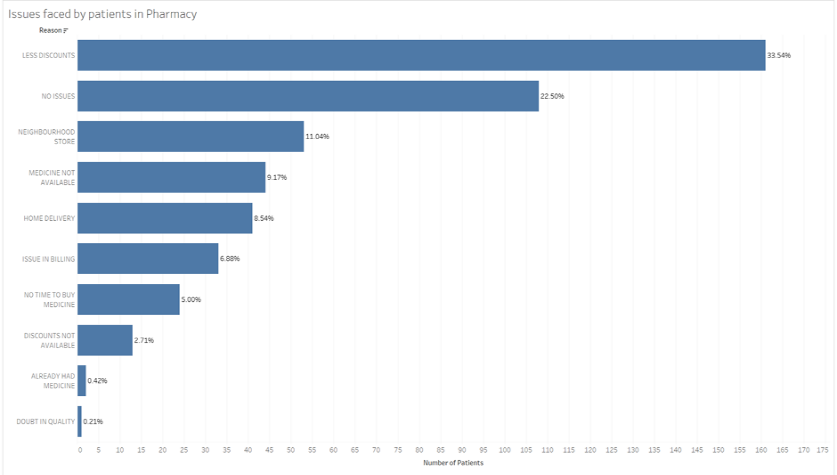 Issues faced by patients in Pharmacy
Reason
LESS DISCOUNTS
33.54%
NO ISSUES
22.50%
NEIGHBOURHOOD
STORE
11.04%
MEDICINE NOT
AVAILABLE
9.17%
HOME DELIVERY
8.54%
ISSUE IN BILLING
6.88%
NO TIME TO BUY
MEDICINE
5.00%
DISCOUNTS NOT
AVAILABLE
2.71%
ALREADY HAD
MEDICINE
0.42%
DOUBT IN QUALITY
0.21%
0 5 10 15 20 25 30 35 40 45 50 55 60 65 70 75 80 85 90 95 100 105 110 115 120 125 130 135 140 145 150 155 160 165 170 175
Number of Patients